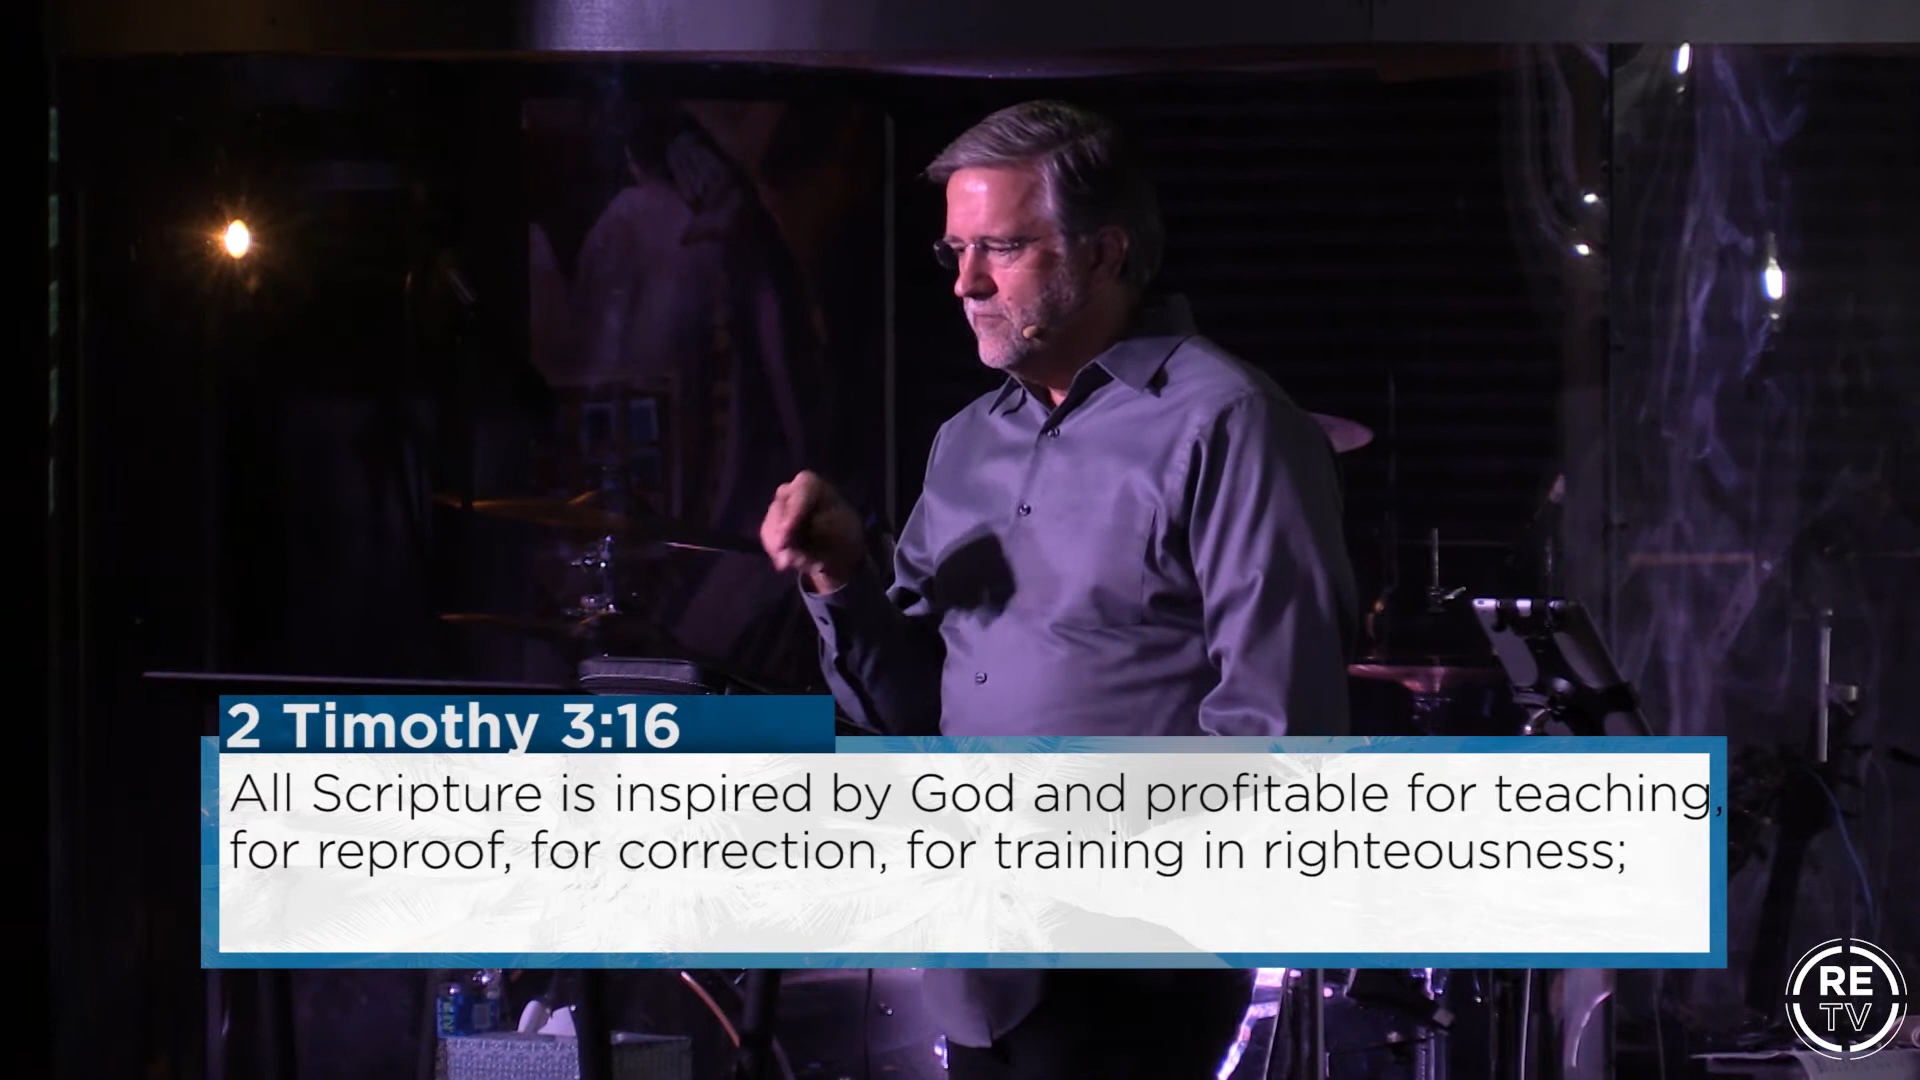 2 Timothy 3:16
All Scripture is inspired by God and profitable for teaching,
for reproof, for correction, for training in righteousness;
RE
TV